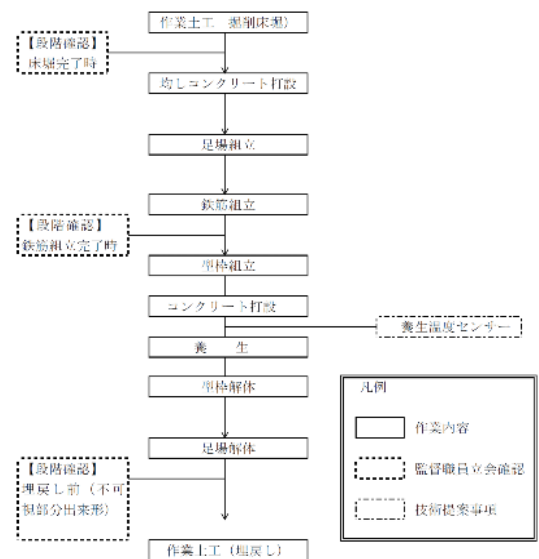 作業土工　掘削床堀）
【段階確認】
床堀完了時
均しコンクリート打設
足場組立
鉄筋組立
【段階確認】
鉄筋組立完了時
型枠組立
コンクリート打設
養生温度センサー
養　生
型枠解体
足場解体
【段階確認】
埋戻し前（不可
視部分出来形）
作業土工（埋戻し）
凡例
作業内容
監督職員立会確認
技術提案事項